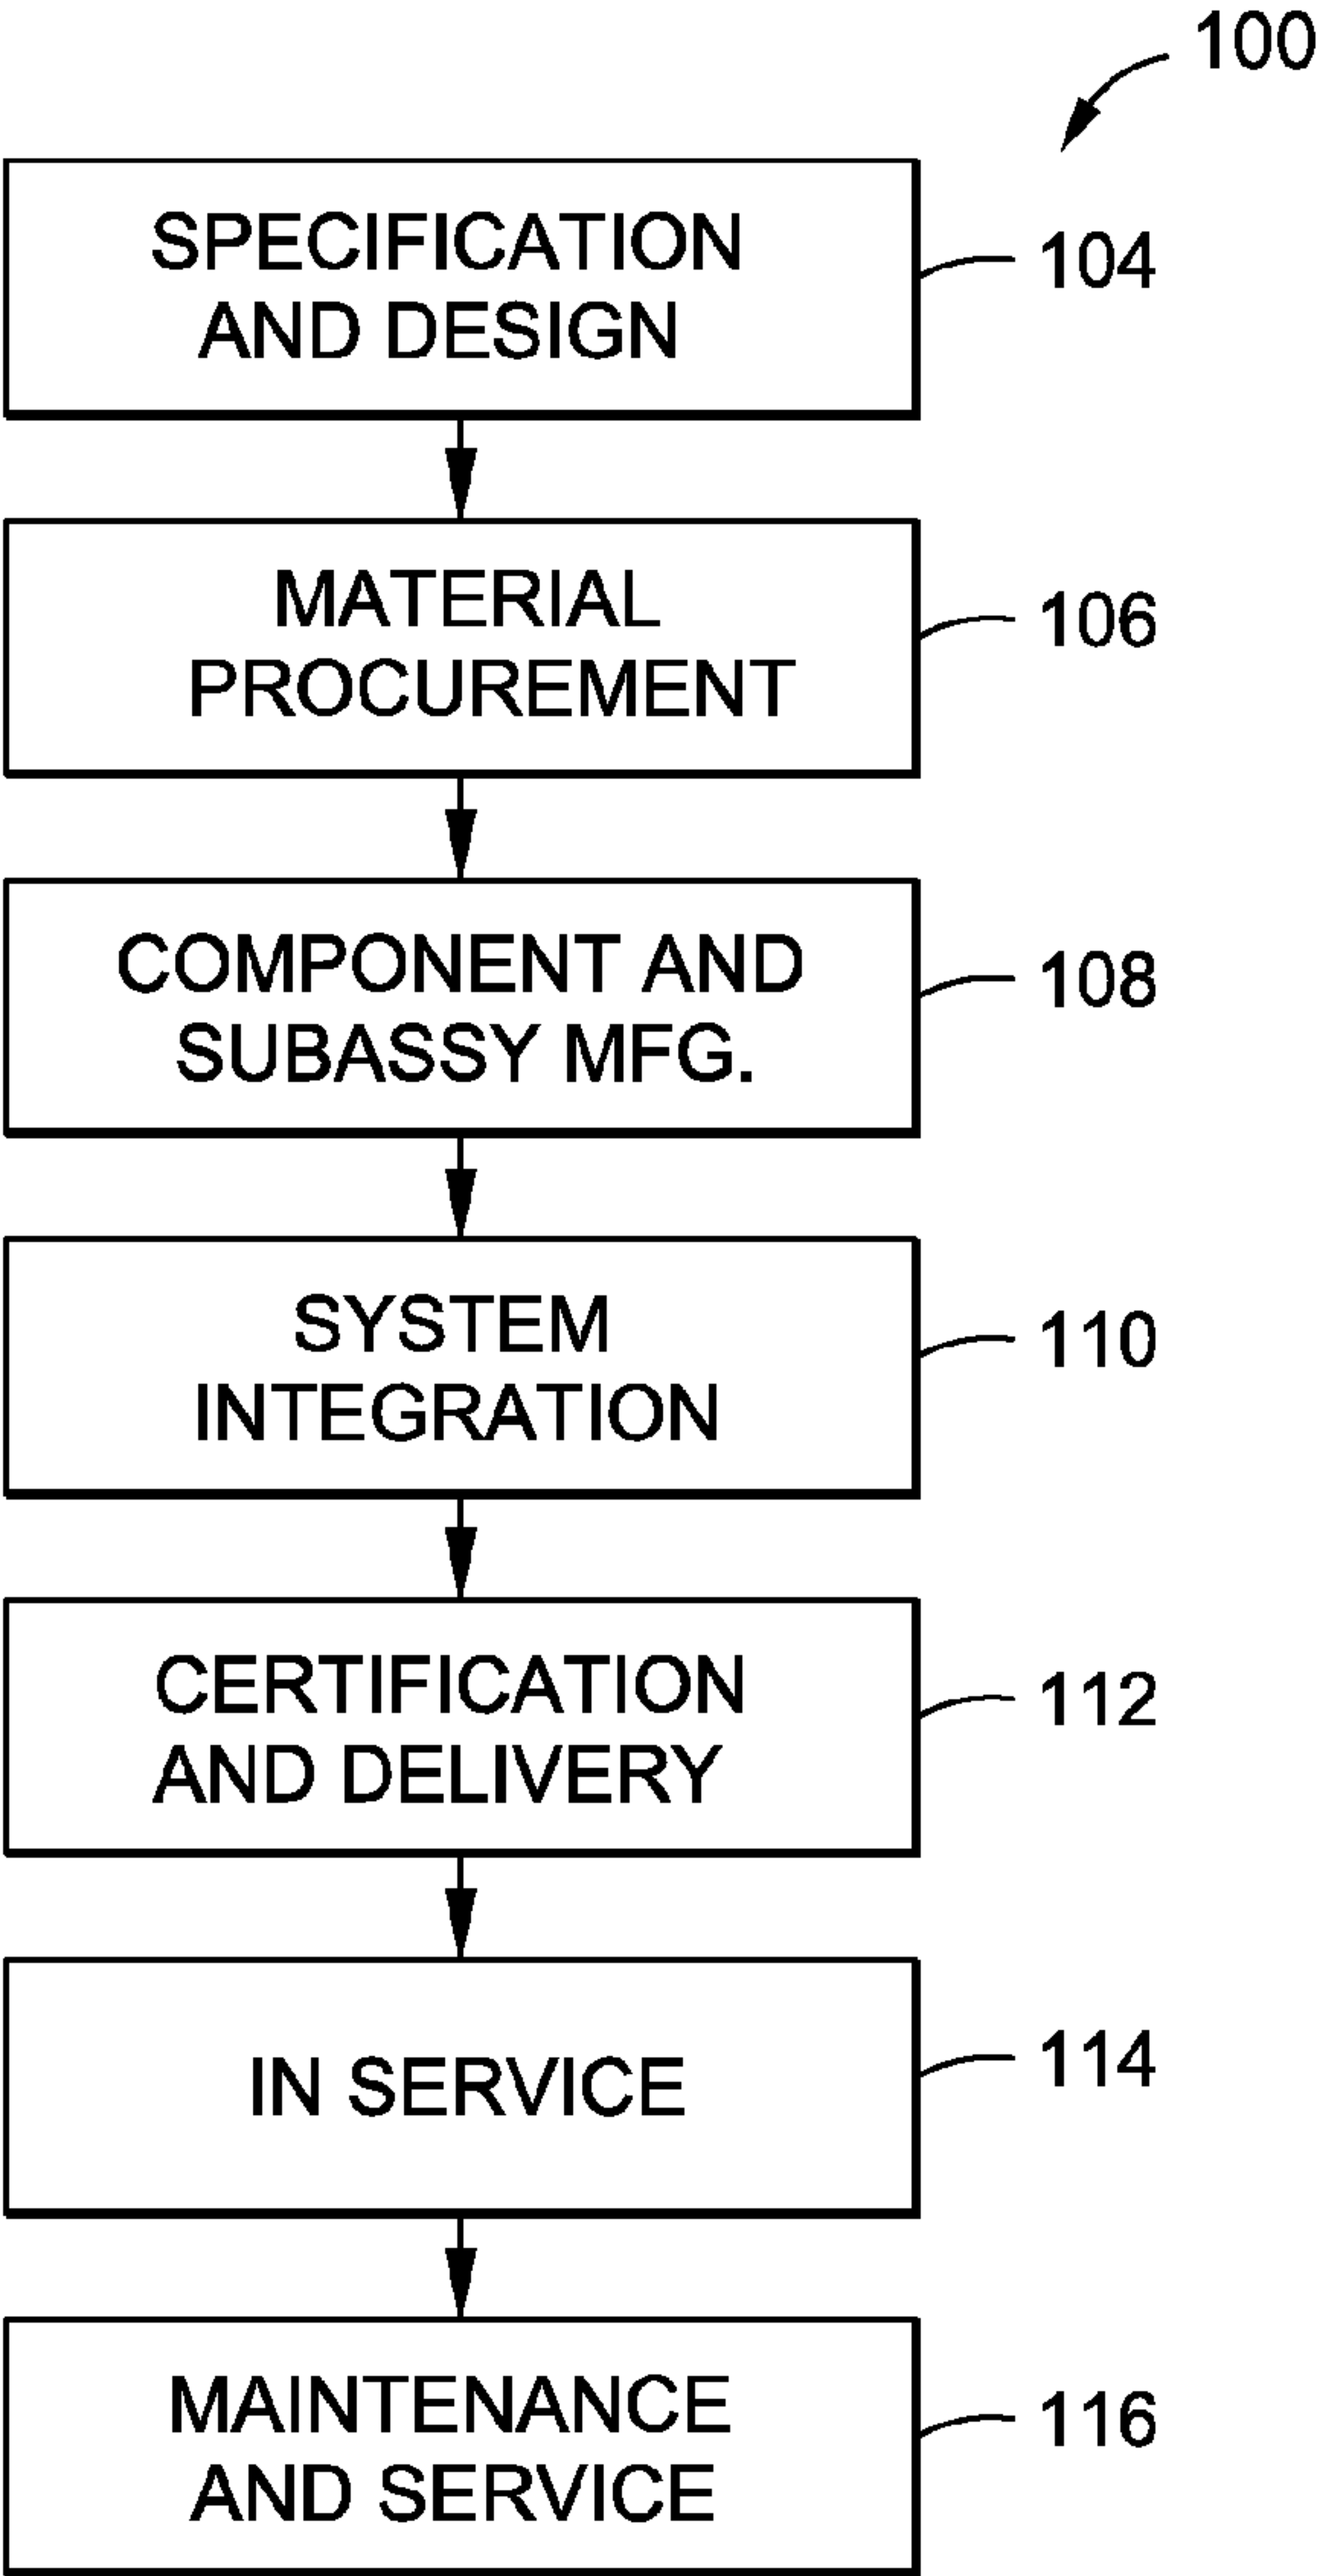 100
SPECIFICATION
AND DESIGN
104
MATERIAL
PROCUREMENT
106
COMPONENT AND
SUBASSY MFG.
108
SYSTEM
INTEGRATION
110
CERTIFICATION
AND DELIVERY
112
IN SERVICE
114
MAINTENANCE
AND SERVICE
116